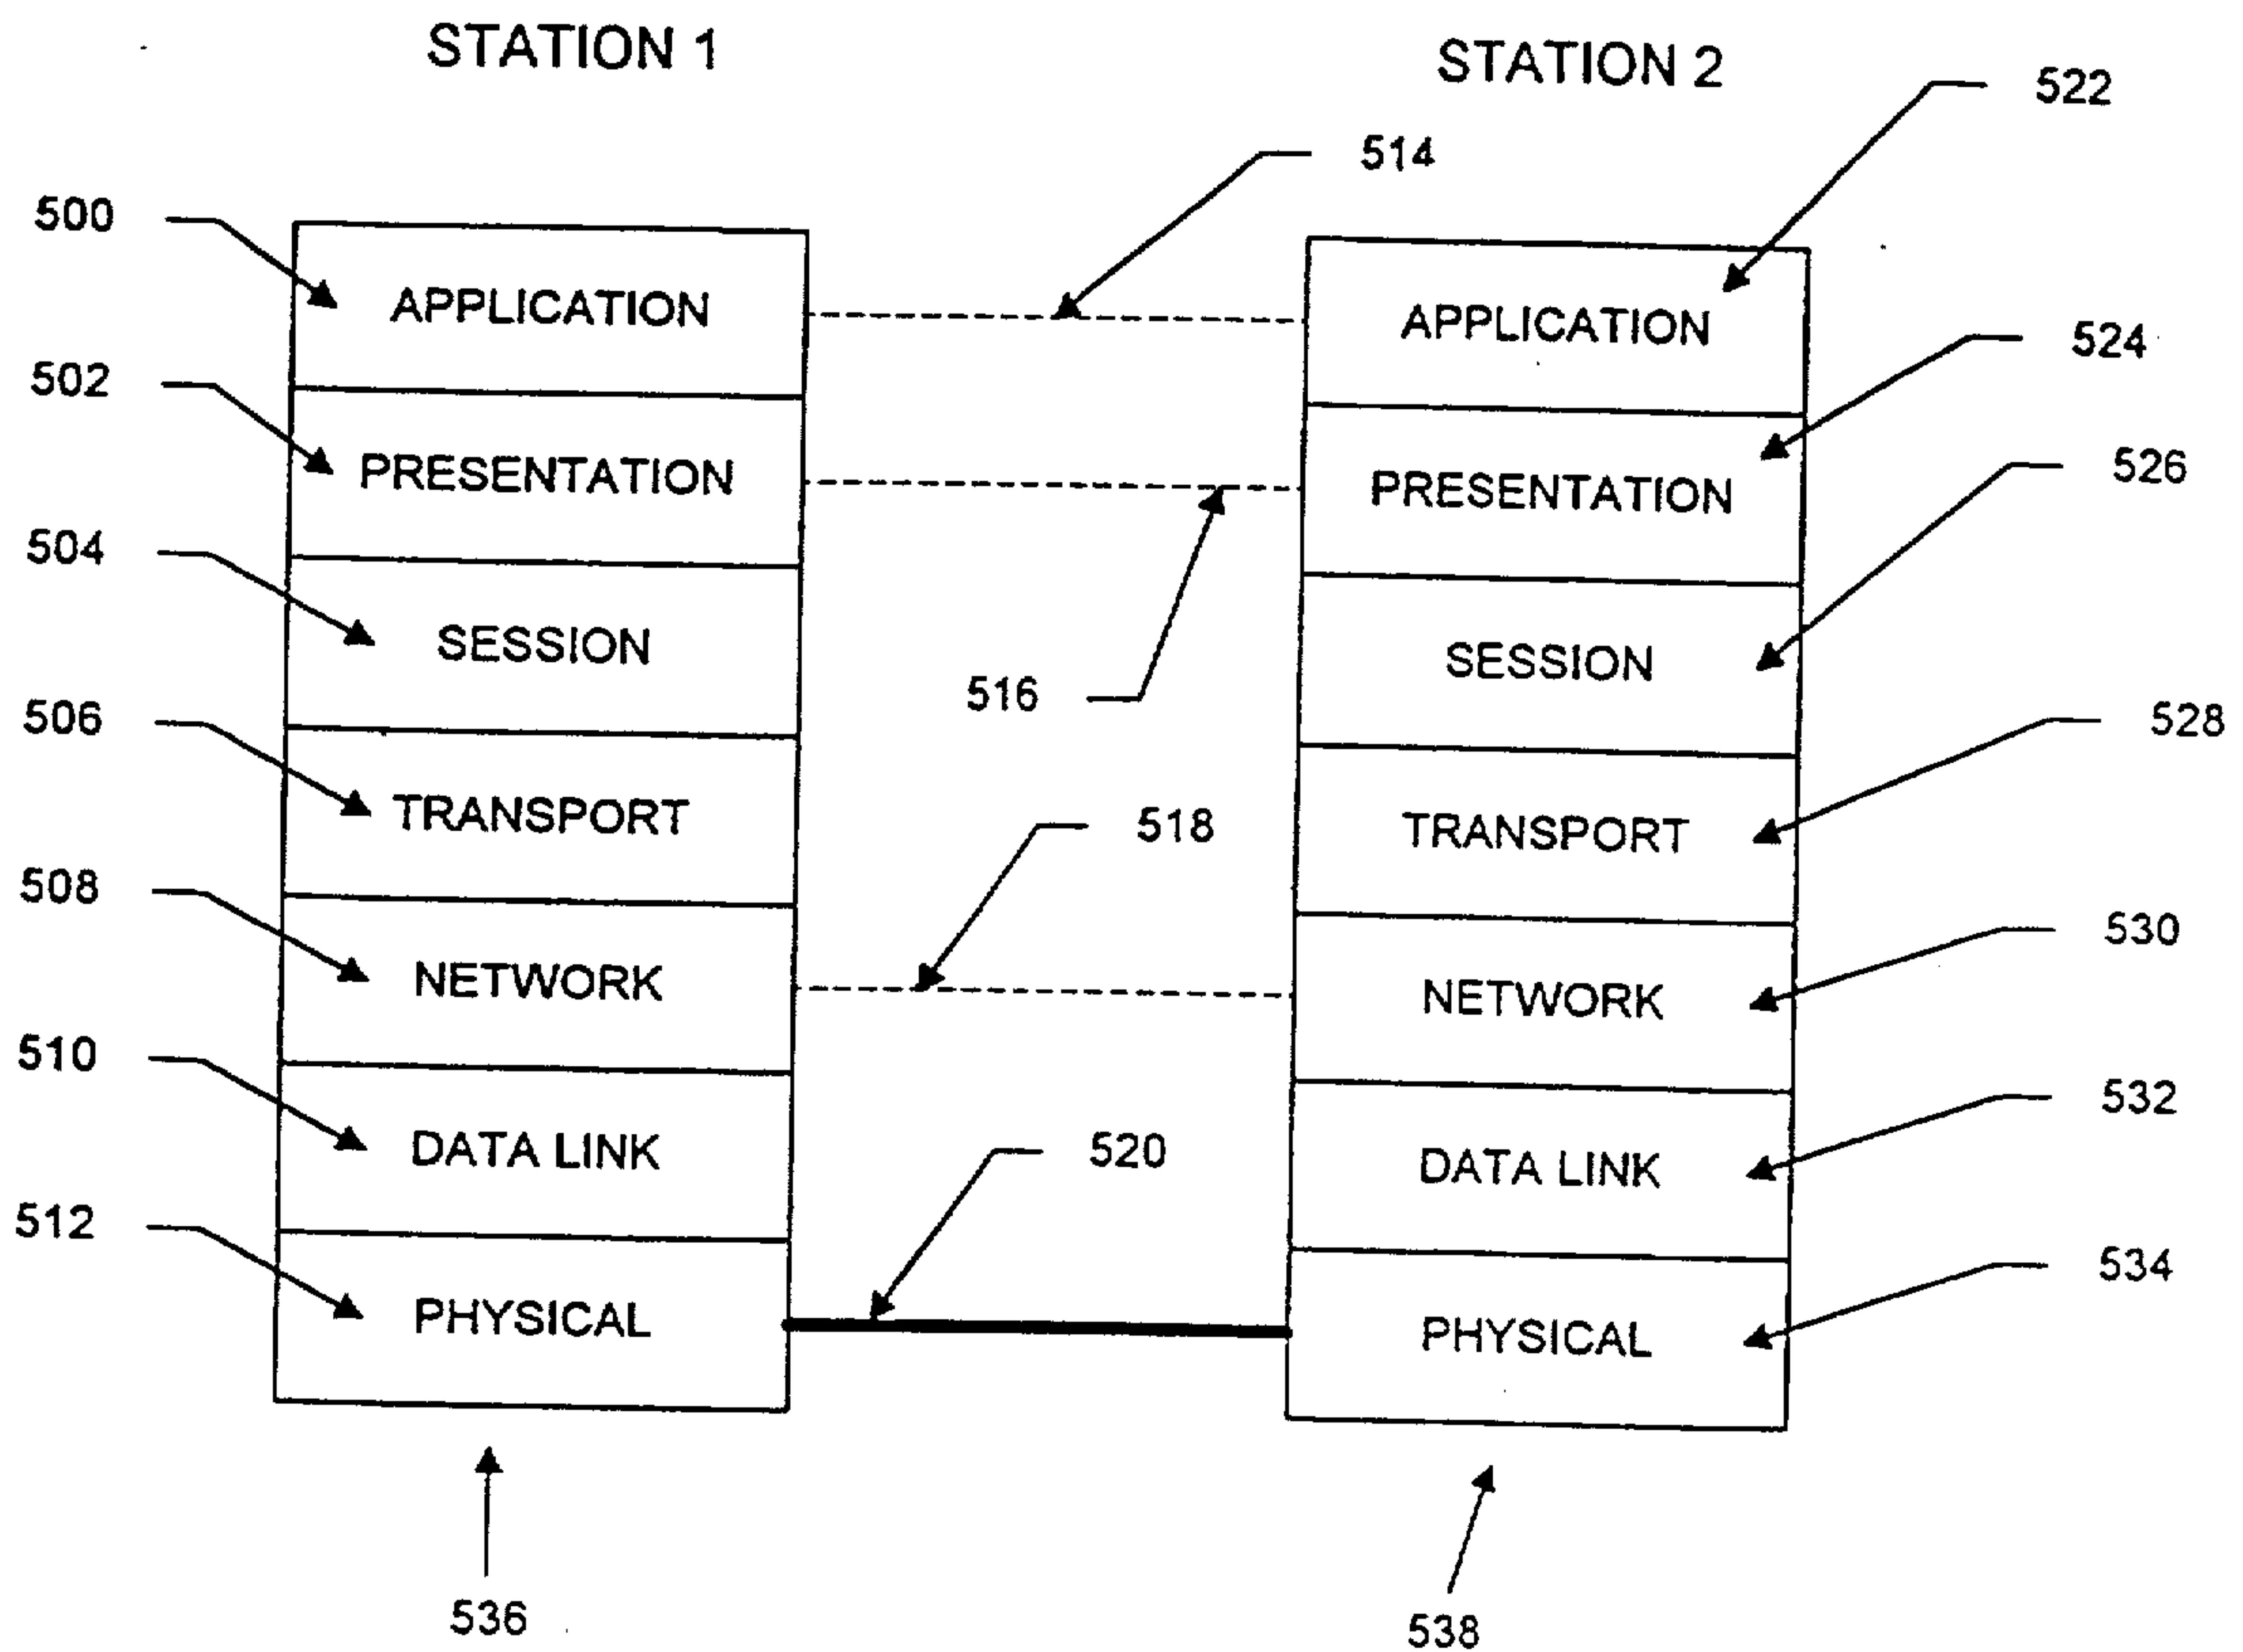 STATION 1
STATION 2
522
514
500
APPLICATION
APPLICATION
524
502
PRESENTATION
PRESENTATION
526
504
SESSION
SESSION
516
506
528
TRANSPORT
TRANSPORT
518
508
530
NETWORK
NETWORK
510
532
DATA LINK
DATA LINK
520
512
534
PHYSICAL
PHYSICAL
536
538